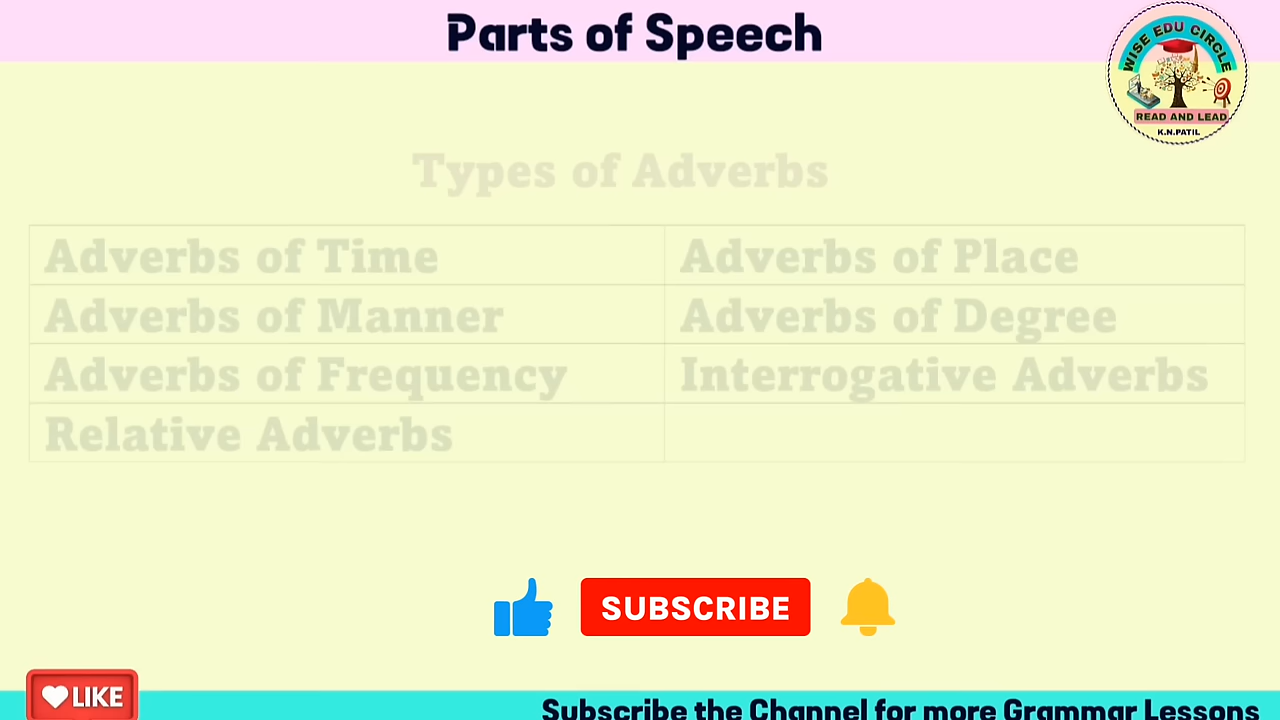 Parts of Speech
WISE EDU CIRCLE
READ AND LEAD
K.N.PATIL
Types of Adverbs
Adverbs of Time
Adverbs of Place
Adverbs of Manner
Adverbs of Degree
Adverbs of Frequency
Interrogative Adverbs
Relative Adverbs
SUBSCRIBE
LIKE
Subscribe the Channel for more Grammar Lessons